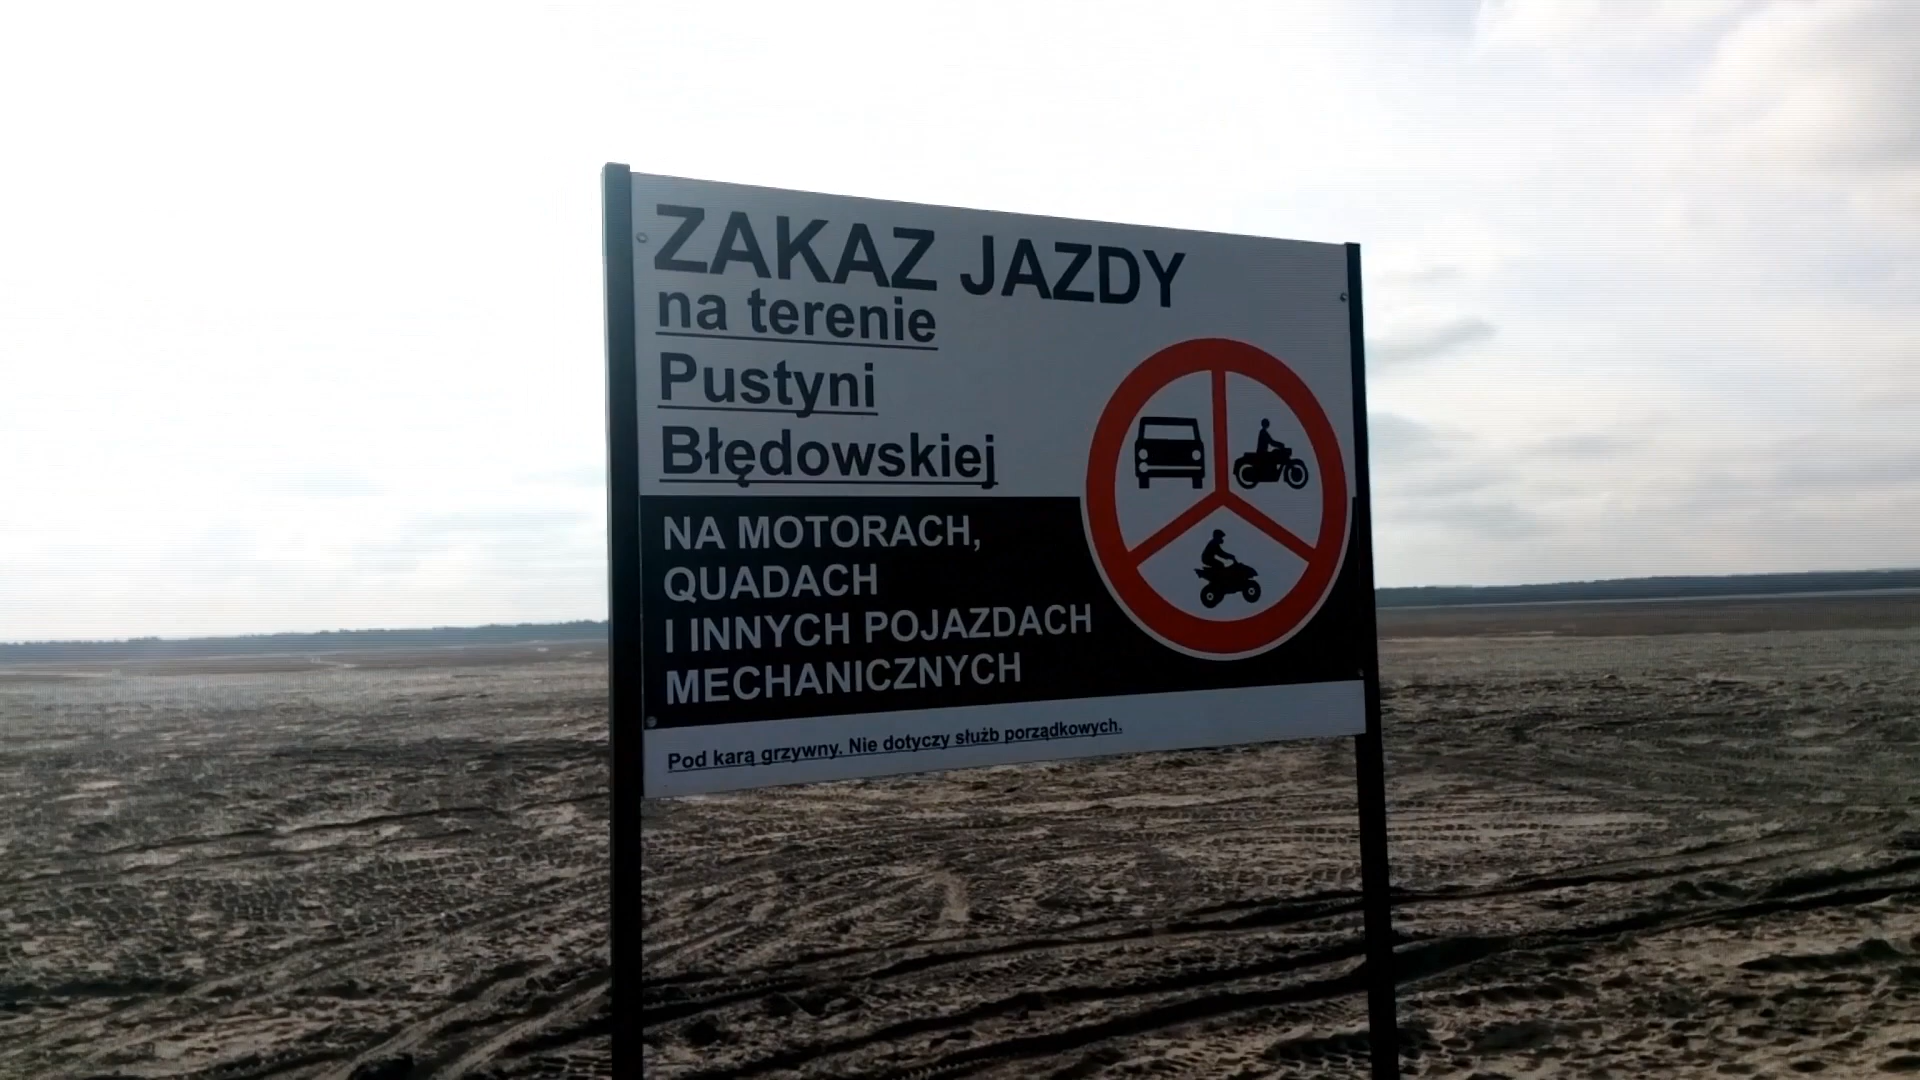 ZAKAZ JAZDY
na terenie
Pustyni
Błędowskiej
NA MOTORACH,
QUADACH
I INNYCH POJAZDACH
MECHANICZNYCH
Pod karą grzywny. Nie dotyczy służb porządkowych.